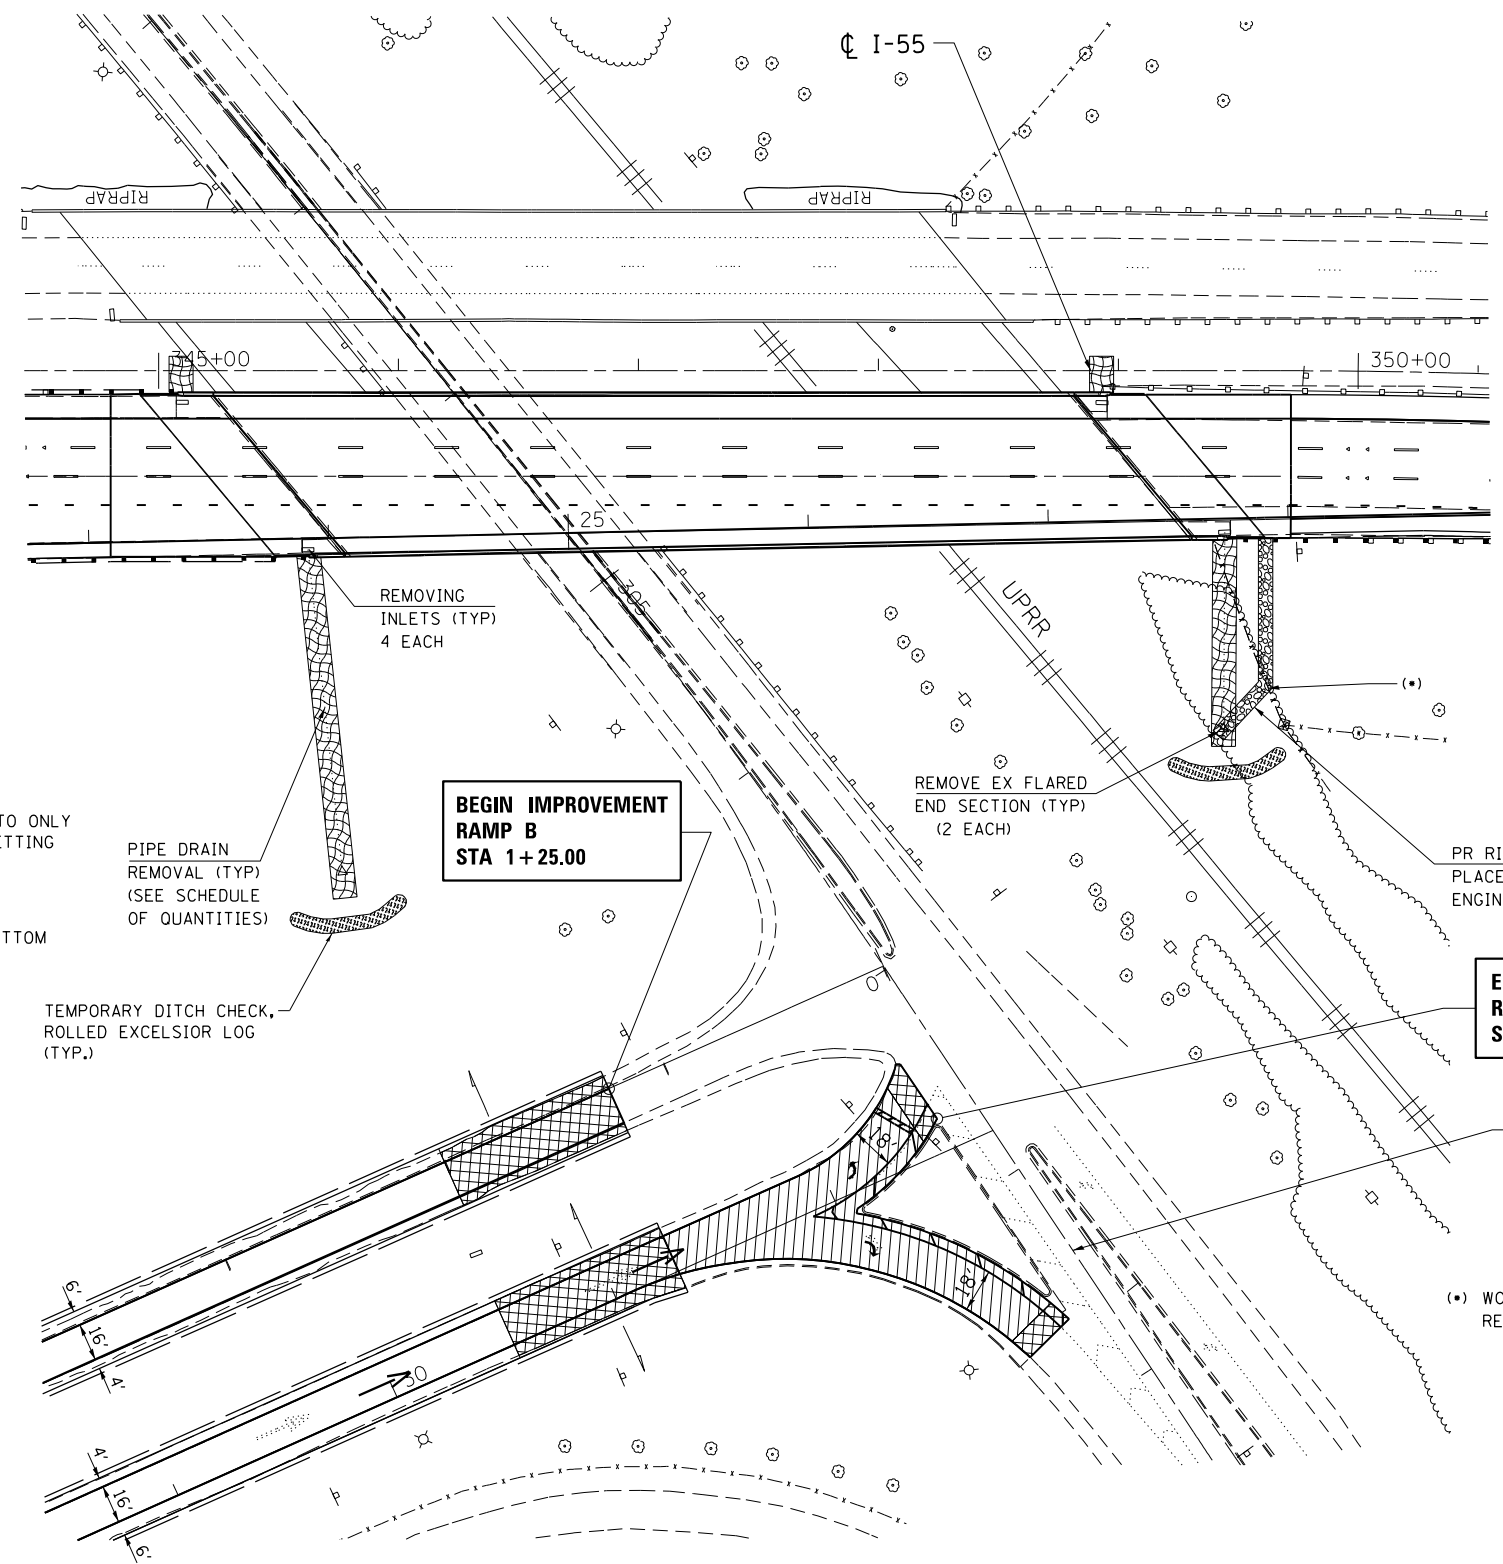 ℄ I-55
RIPRAP
RIPRAP
345+00
350+00
25
305
REMOVING
INLETS (TYP)
4 EACH
UPRR
(*)
BEGIN IMPROVEMENT
RAMP B
STA 1+25.00
REMOVE EX FLARED
END SECTION (TYP)
(2 EACH)
TO ONLY
ETTING
PIPE DRAIN
REMOVAL (TYP)
(SEE SCHEDULE
OF QUANTITIES)
PR RI
PLACE
ENGIN
TTOM
0
E
R
S
TEMPORARY DITCH CHECK,
ROLLED EXCELSIOR LOG
(TYP.)
18'
18'
6'
16'
4'
(*) WO
RE
30
4'
16'
6'